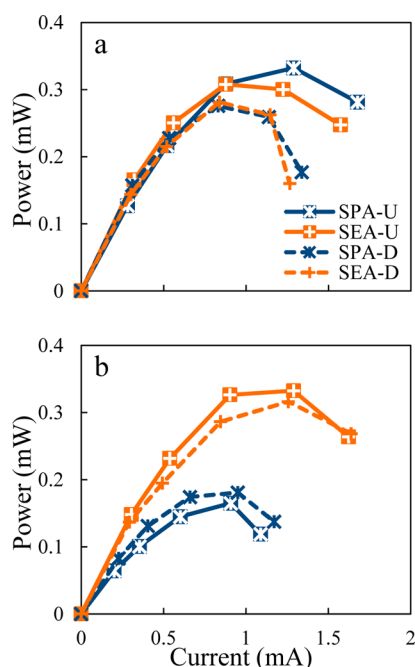 a
0.4
0.3
0.2
0.1
0
Power (mW)
SPA-U
SEA-U
SPA-D
SEA-D
b
0.4
0.3
0.2
0.1
0
Power (mW)
0
0.5
1
1.5
2
Current (mA)